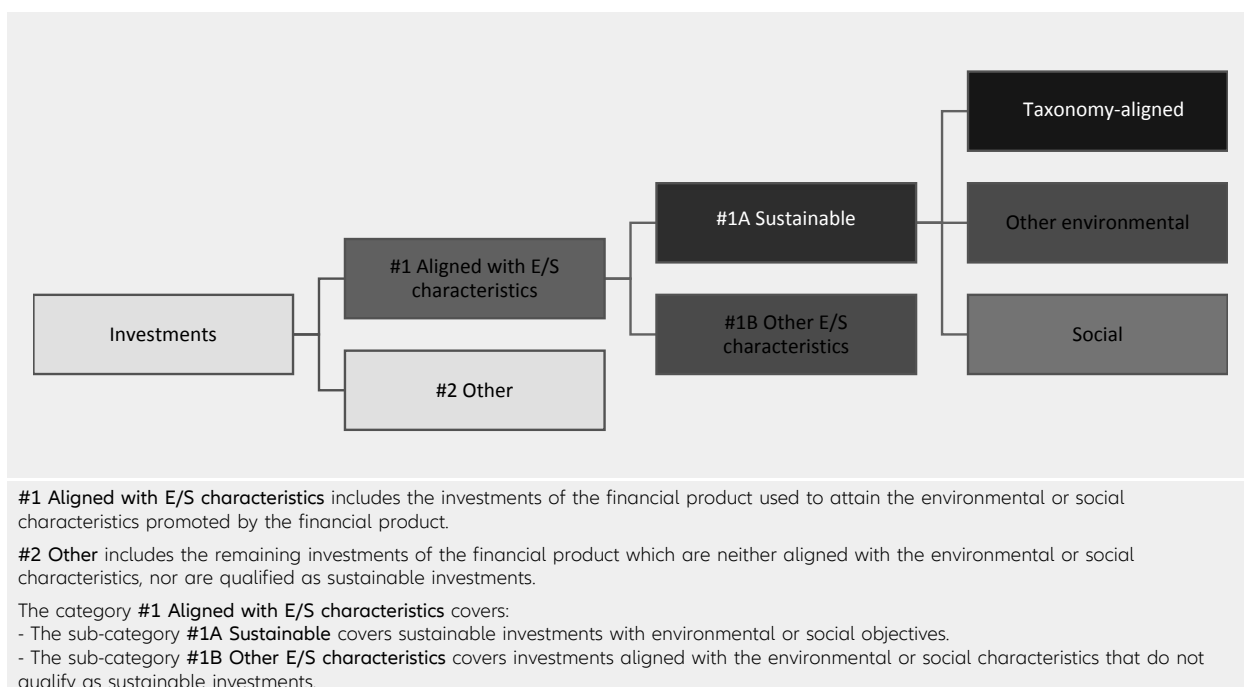 Taxonomy-aligned
#1A Sustainable
Other environmental
#1 Aligned with E/S
characteristics
#1B Other E/S
characteristics
Investments
Social
#2 Other
#1 Aligned with E/S characteristics includes the investments of the financial product used to attain the environmental or social
characteristics promoted by the financial product.
#2 Other includes the remaining investments of the financial product which are neither aligned with the environmental or social
characteristics, nor are qualified as sustainable investments.
The category #1 Aligned with E/S characteristics covers:
- The sub-category #1A Sustainable covers sustainable investments with environmental or social objectives.
- The sub-category #1B Other E/S characteristics covers investments aligned with the environmental or social characteristics that do not
qualify as sustainable investments.